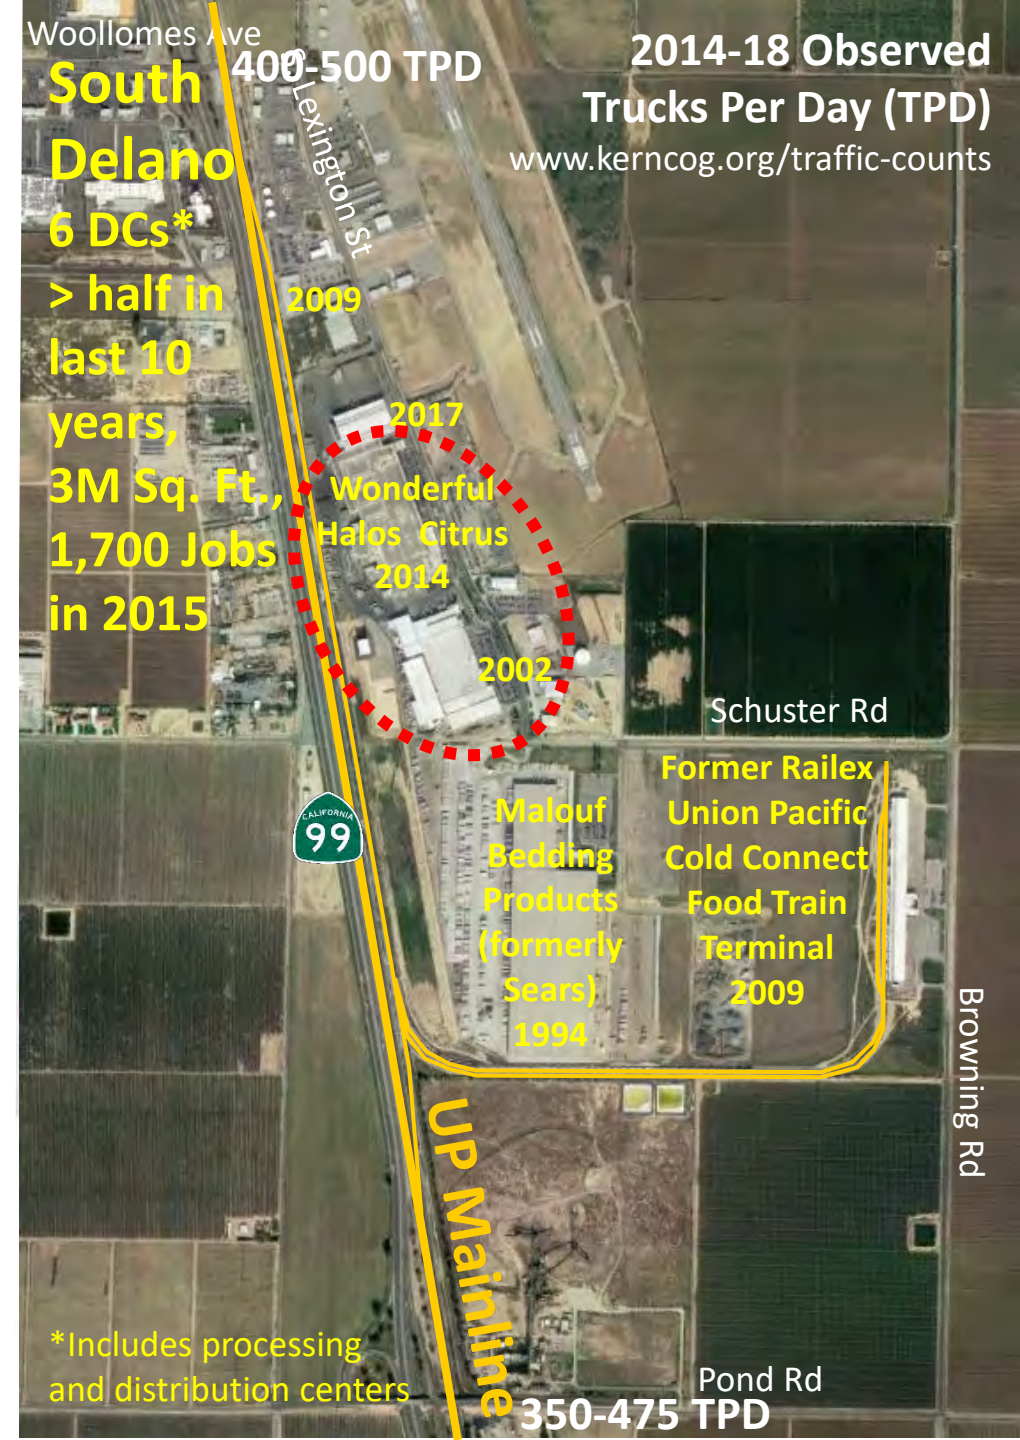 Woollomes Ave
400-500 TPD
S Lexington St
2014-18 Observed
Trucks Per Day (TPD)
www.kerncog.org/traffic-counts
South
Delano
6 DCs*
> half in
last 10
years,
3M Sq. Ft.,
1,700 Jobs
in 2015
2009
2017
Wonderful
Halos Citrus
2014
2002
Schuster Rd
CALIFORNIA
99
Malouf
Bedding
Products
(formerly
Sears)
1994
Former Railex
Union Pacific
Cold Connect
Food Train
Terminal
2009
Browning Rd
UP Mainline
*Includes processing
and distribution centers
Pond Rd
350-475 TPD